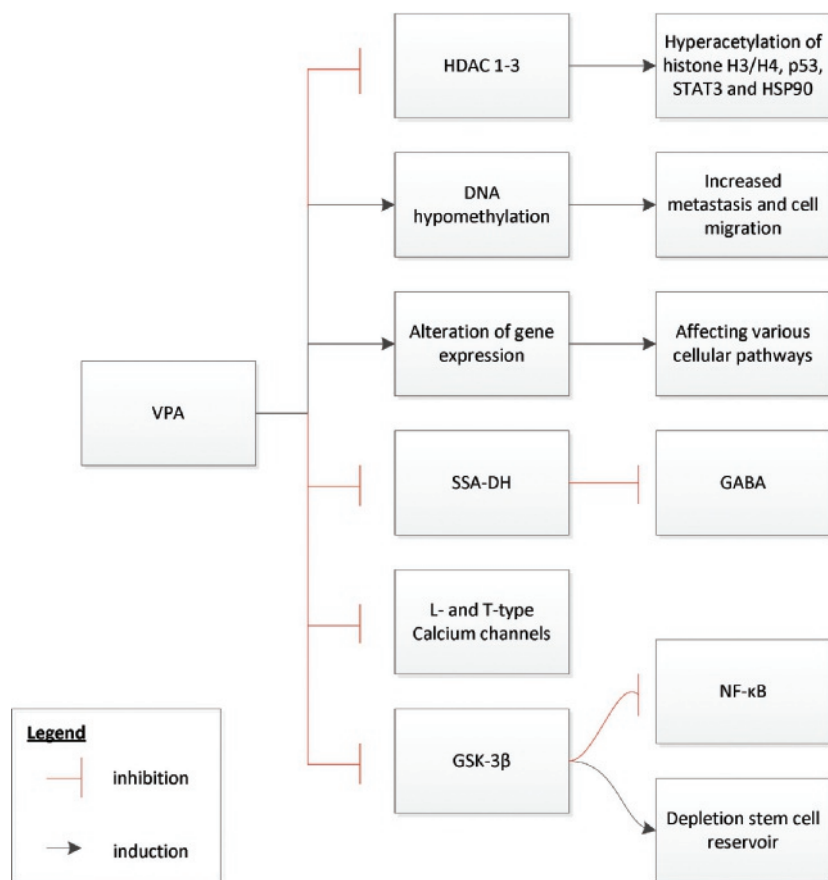 HDAC 1-3
Hyperacetylation of
histone H3/H4, p53,
STAT3 and HSP90
DNA
hypomethylation
Increased
metastasis and cell
migration
Alteration of gene
expression
Affecting various
cellular pathways
VPA
SSA-DH
GABA
L- and T-type
Calcium channels
NF-κB
GSK-3β
Depletion stem cell
reservoir
Legend
inhibition
induction